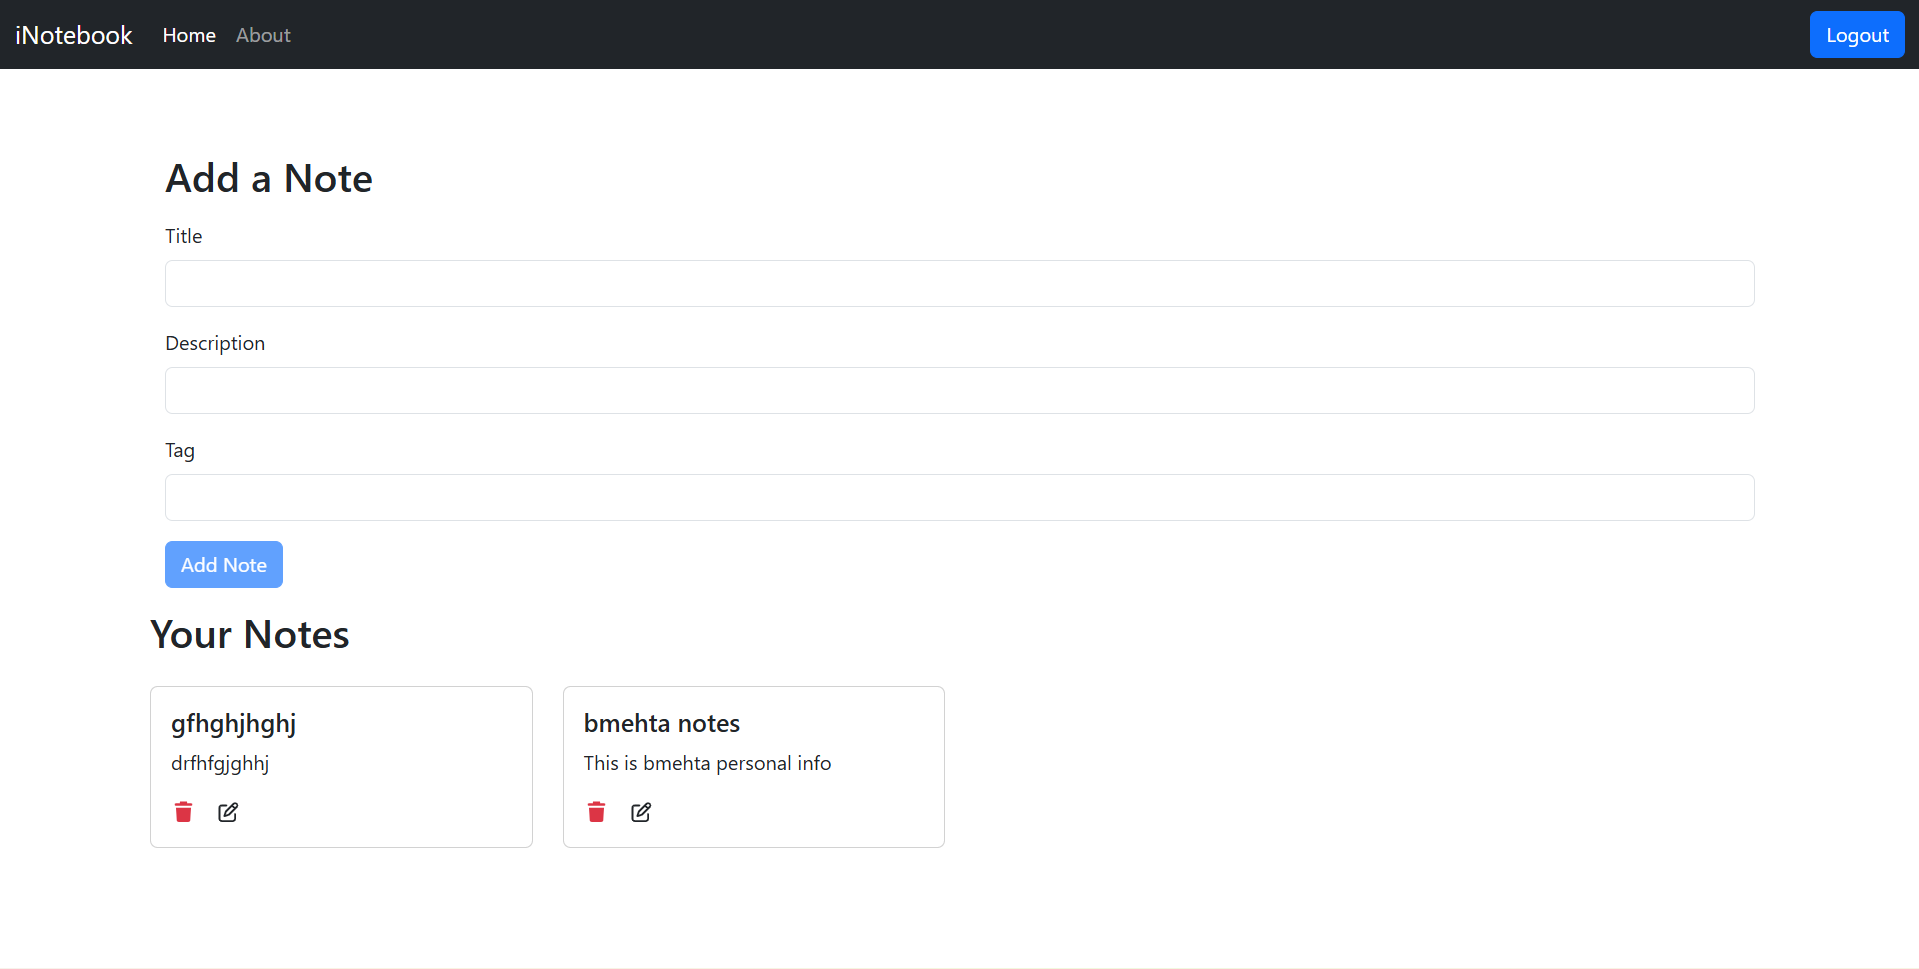 iNotebook Home About Logout
Add a Note
Title
Description
Tag
Add Note
Your Notes
gfhghjhghj
drfhfgjghhj
bmehta notes
This is bmehta personal info